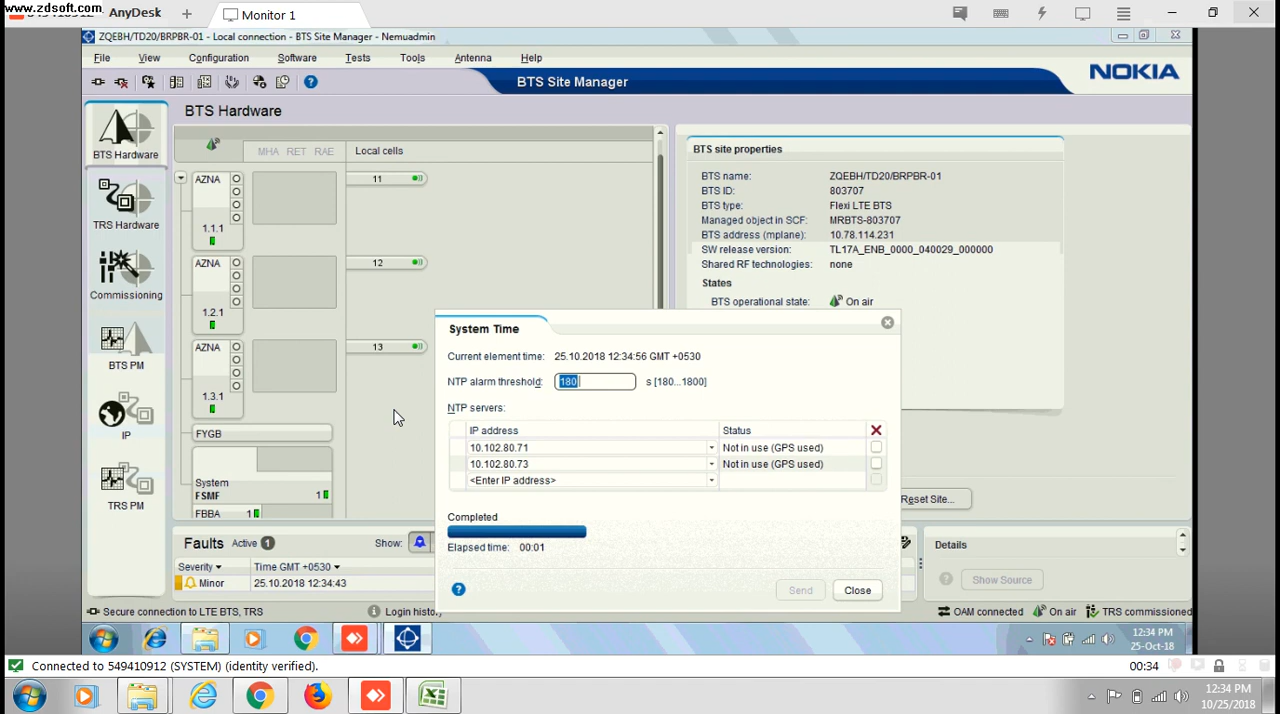 www.zdsoft.com
AnyDesk
Monitor 1
ZQEBH/TD20/BRPBR-01 - Local connection - BTS Site Manager - Nemuadmin
File View Configuration Software Tests Tools Antenna Help
BTS Site Manager
NOKIA
BTS Hardware
MHA RET RAE Local cells
BTS Hardware
TRS Hardware
Commissioning
BTS PM
IP
TRS PM
AZNA
1.1.1
11
AZNA
1.2.1
12
AZNA
1.3.1
13
FYGB
System
FSMF 1
FBBA 1
BTS site properties
BTS name: ZQEBH/TD20/BRPBR-01
BTS ID: 803707
BTS type: Flexi LTE BTS
Managed object in SCF: MRBTS-803707
BTS address (mplane): 10.78.114.231
SW release version: TL17A_ENB_0000_040029_000000
Shared RF technologies: none
States
BTS operational state: On air
System Time
Current element time: 25.10.2018 12:34:56 GMT +0530
NTP alarm threshold: 180 s [180...1800]
NTP servers:
IP address Status
10.102.80.71 Not in use (GPS used)
10.102.80.73 Not in use (GPS used)
<Enter IP address>
Completed
Elapsed time: 00:01
Send Close
Reset Site...
Faults Active 1 Show:
Severity Time GMT +0530
Minor 25.10.2018 12:34:43
Details
Show Source
Secure connection to LTE BTS, TRS Login history OAM connected On air TRS commissioned
12:34 PM
25-Oct-18
Connected to 549410912 (SYSTEM) (identity verified). 00:34
12:34 PM
10/25/2018